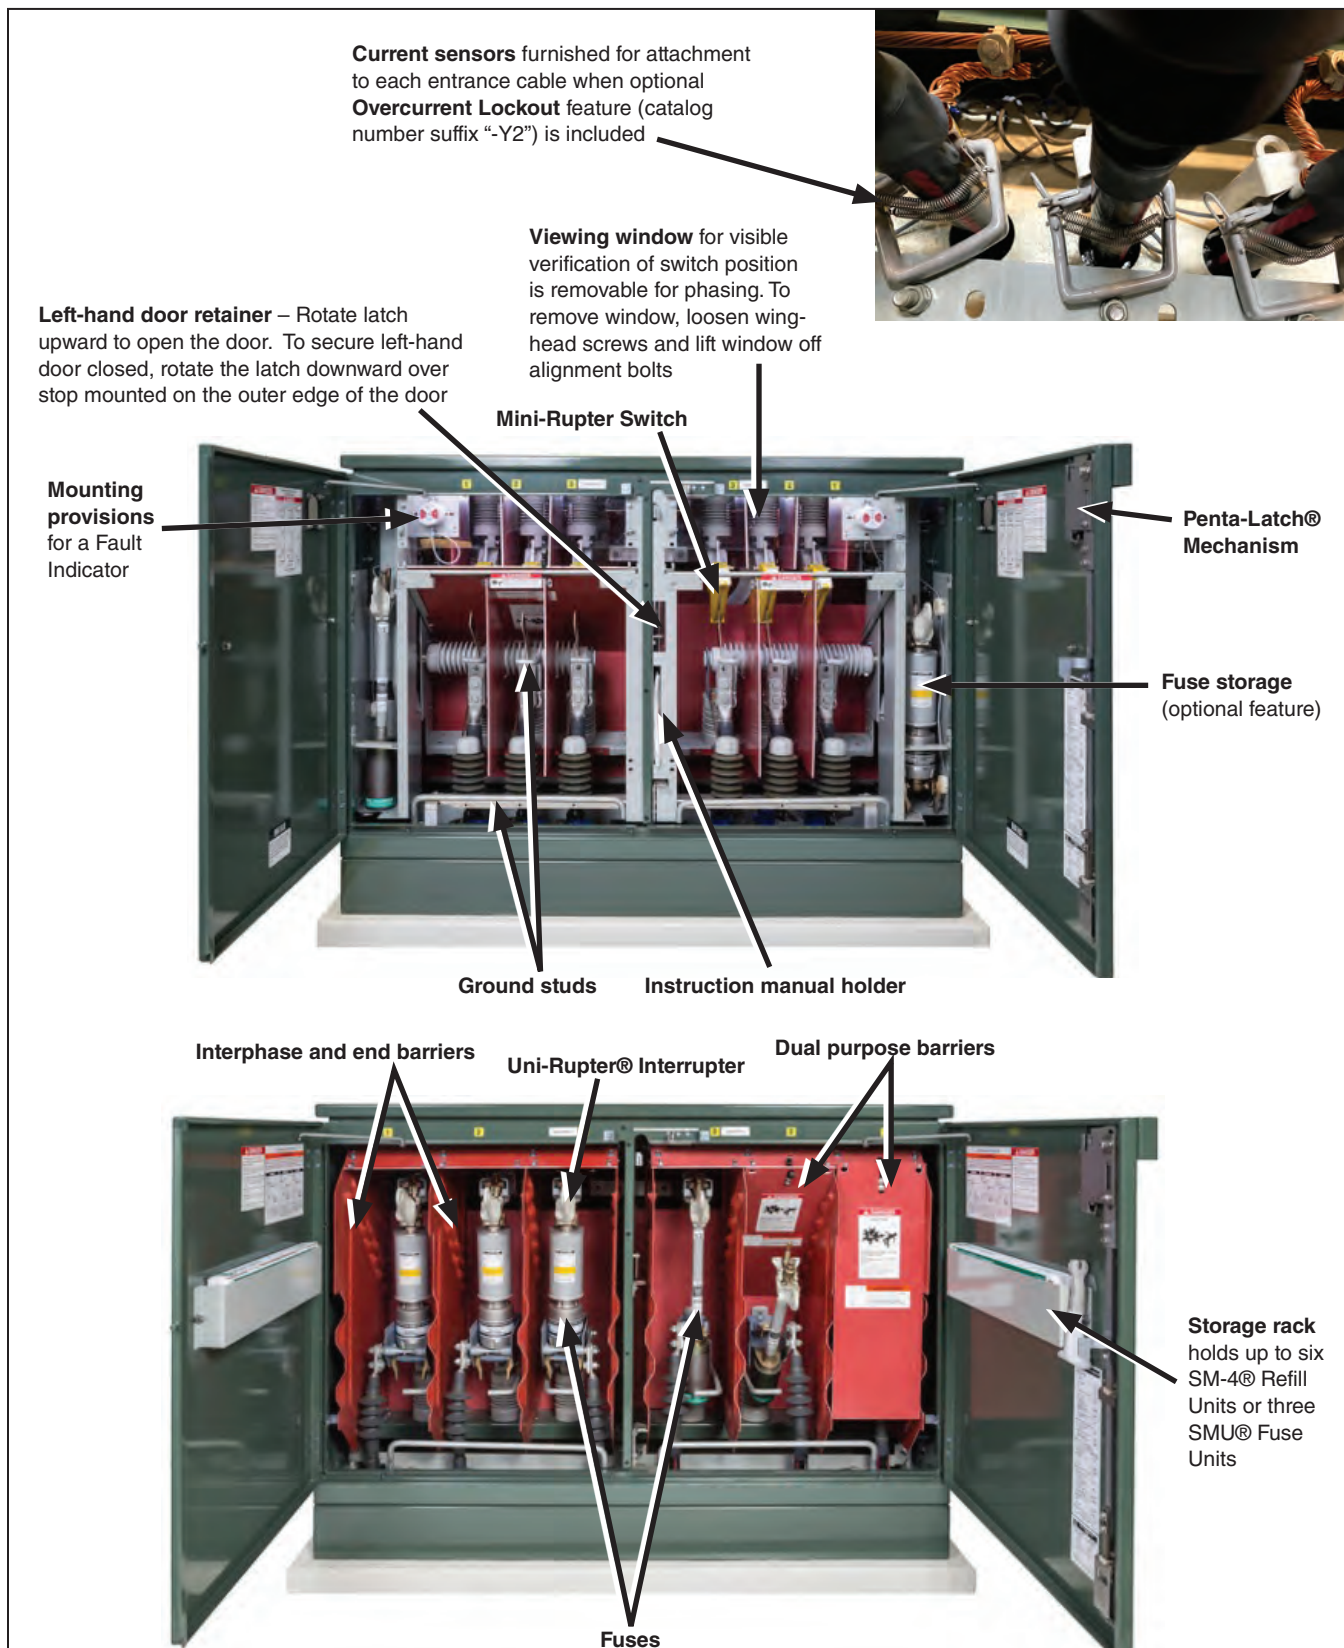 Current sensors furnished for attachment
to each entrance cable when optional
Overcurrent Lockout feature (catalog
number suffix “-Y2”) is included
Viewing window for visible
verification of switch position
is removable for phasing. To
remove window, loosen wing-
head screws and lift window off
alignment bolts
Left-hand door retainer – Rotate latch
upward to open the door. To secure left-hand
door closed, rotate the latch downward over
stop mounted on the outer edge of the door
Mini-Rupter Switch
Mounting
provisions
for a Fault
Indicator
Penta-Latch®
Mechanism
Fuse storage
(optional feature)
Ground studs
Instruction manual holder
Interphase and end barriers
Uni-Rupter® Interrupter
Dual purpose barriers
Storage rack
holds up to six
SM-4® Refill
Units or three
SMU® Fuse
Units
Fuses